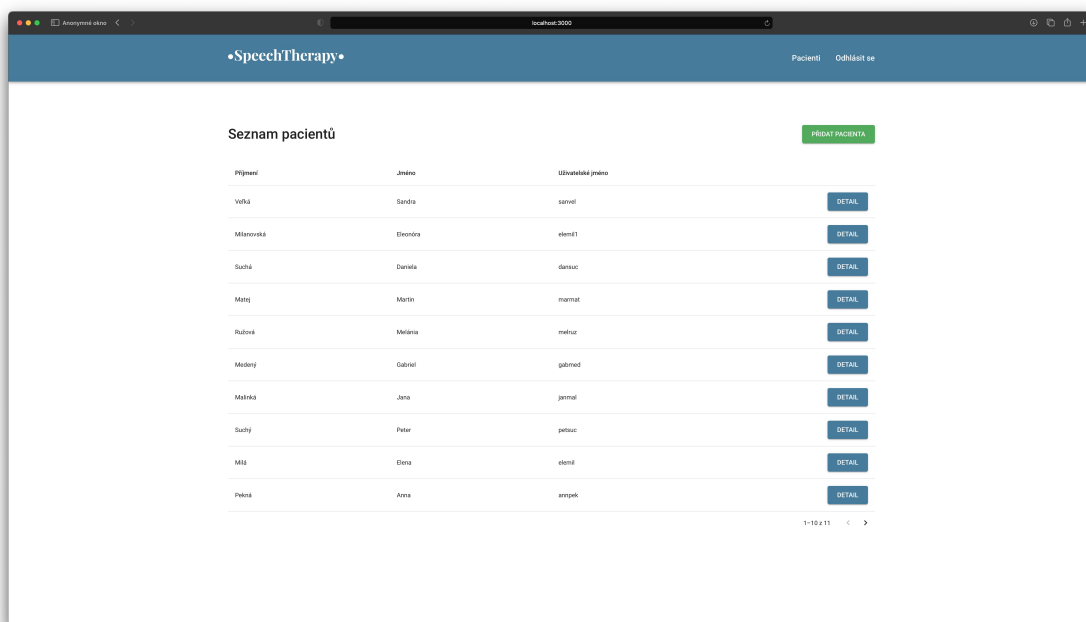 Anonymné okno
localhost:3000
•SpeechTherapy•
Pacienti Odhlásit se
Seznam pacientů
PŘIDAT PACIENTA
Příjmení Jméno Uživatelské jméno
Veľká Sandra sanvel DETAIL
Milanovská Eleonóra elemil1 DETAIL
Suchá Daniela dansuc DETAIL
Matej Martin marmat DETAIL
Ružová Melánia melruz DETAIL
Medený Gabriel gabmed DETAIL
Malinká Jana janmal DETAIL
Suchý Peter petsuc DETAIL
Milá Elena elemil DETAIL
Pekná Anna annpek DETAIL
1–10 z 11